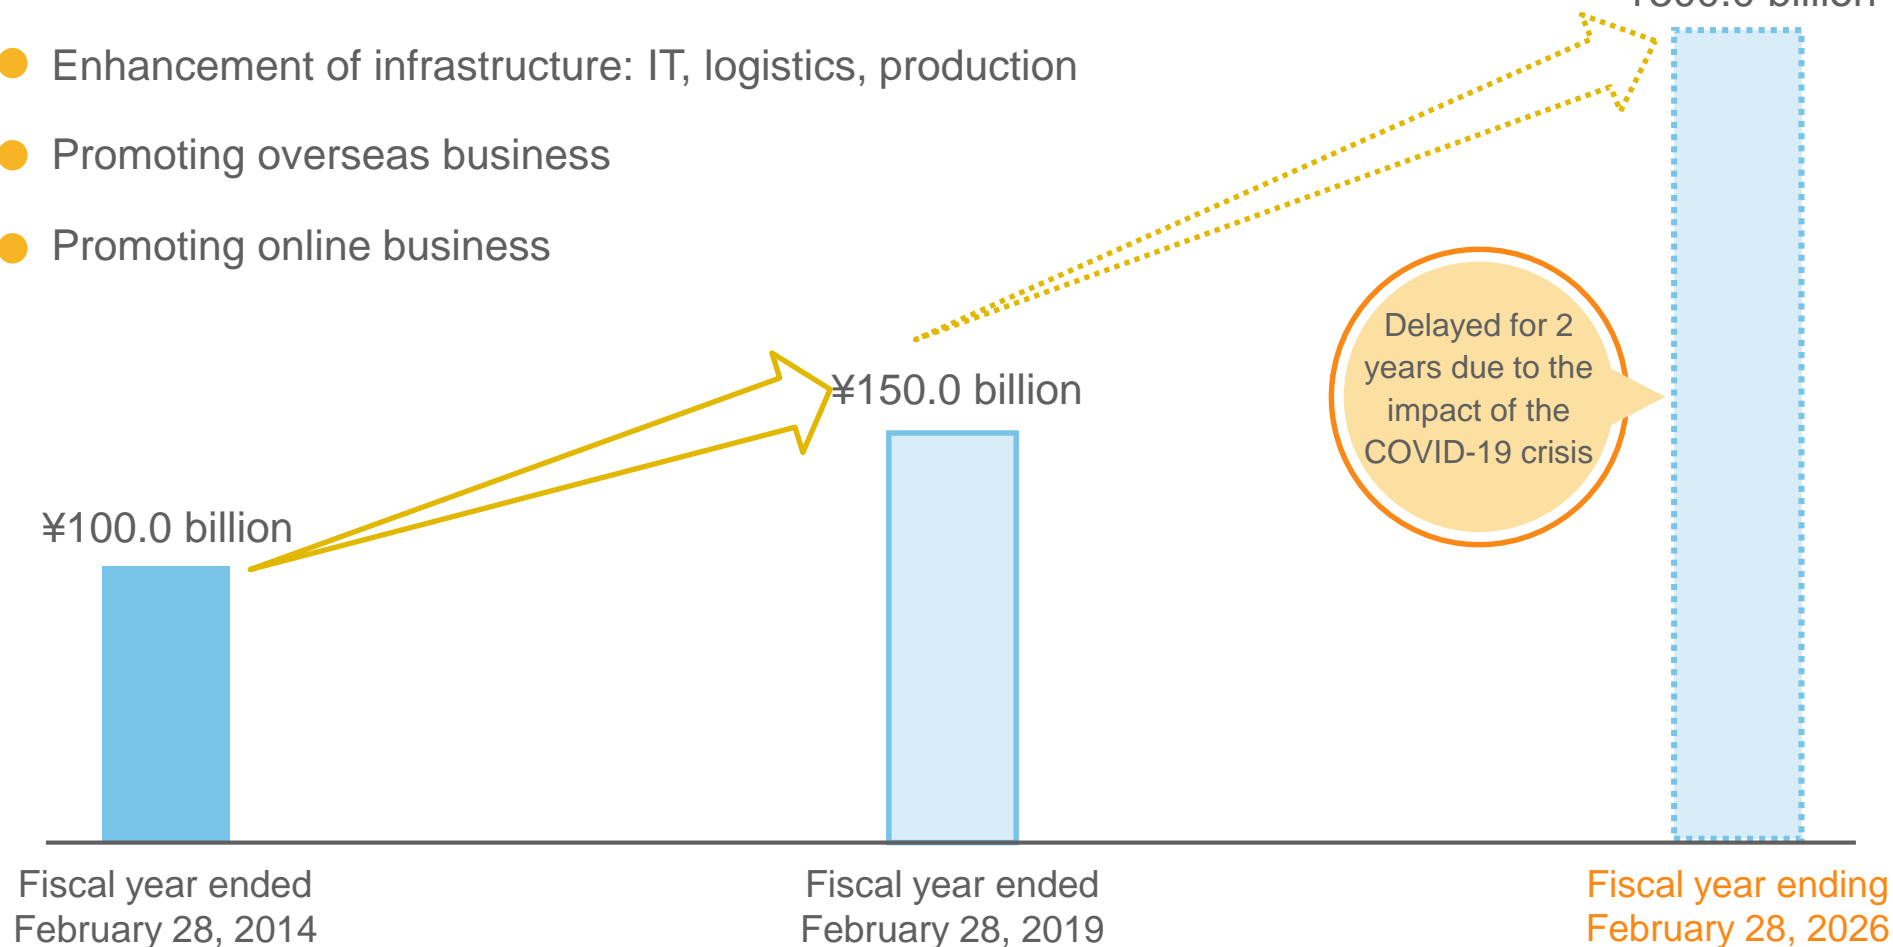 billion
Enhancement of infrastructure: IT, logistics, production
Promoting overseas business
Promoting online business
Delayed for 2
years due to the
impact of the
COVID-19 crisis
¥150.0 billion
¥100.0 billion
Fiscal year ended
February 28, 2014
Fiscal year ended
February 28, 2019
Fiscal year ending
February 28, 2026